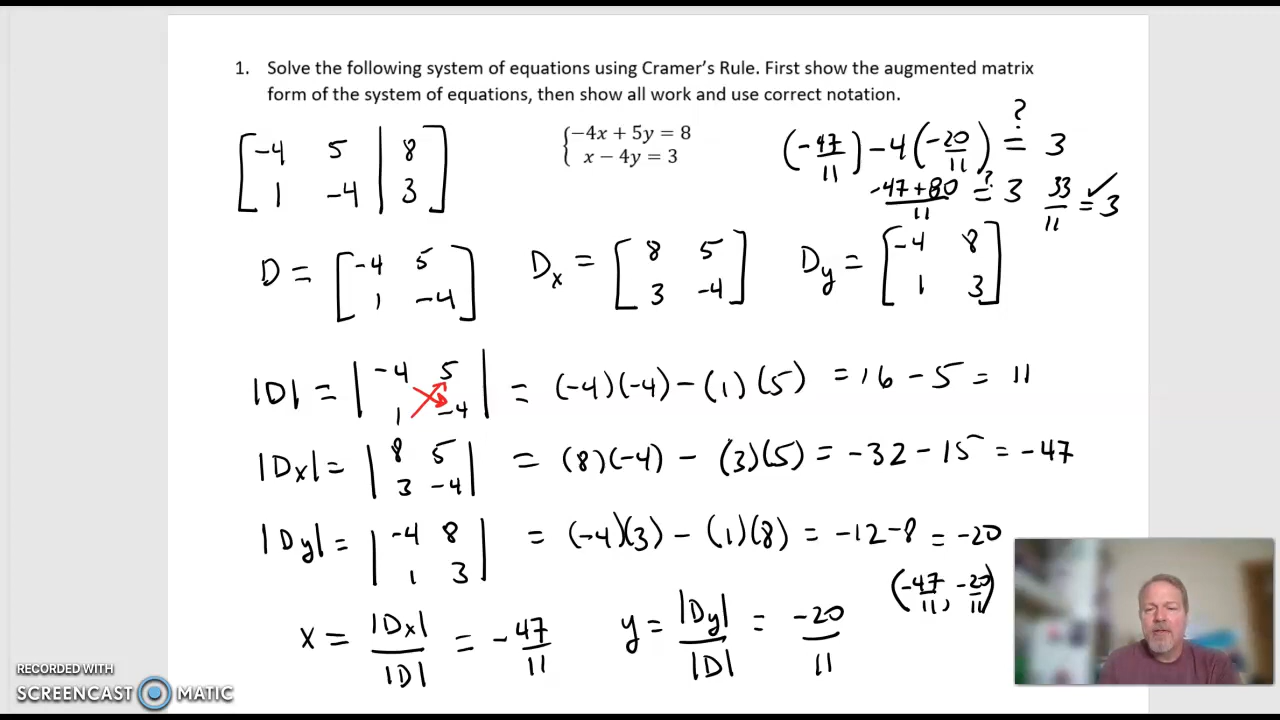 1. Solve the following system of equations using Cramer's Rule. First show the augmented matrix
form of the system of equations, then show all work and use correct notation.
{−4x + 5y = 8
x − 4y = 3
[-4 5 | 8]
[1 -4 | 3]
(-47/11) - 4(-20/11) ?= 3
(-47+80)/11 ?= 3 33/11 = 3 ✓
D = [-4 5; 1 -4] Dx = [8 5; 3 -4] Dy = [-4 8; 1 3]
|D| = |-4 5; 1 -4| = (-4)(-4) - (1)(5) = 16 - 5 = 11
|Dx| = |8 5; 3 -4| = (8)(-4) - (3)(5) = -32 - 15 = -47
|Dy| = |-4 8; 1 3| = (-4)(3) - (1)(8) = -12 - 8 = -20
(-47/11, -20/11)
x = |Dx|/|D| = -47/11 y = |Dy|/|D| = -20/11
RECORDED WITH
SCREENCAST MATIC